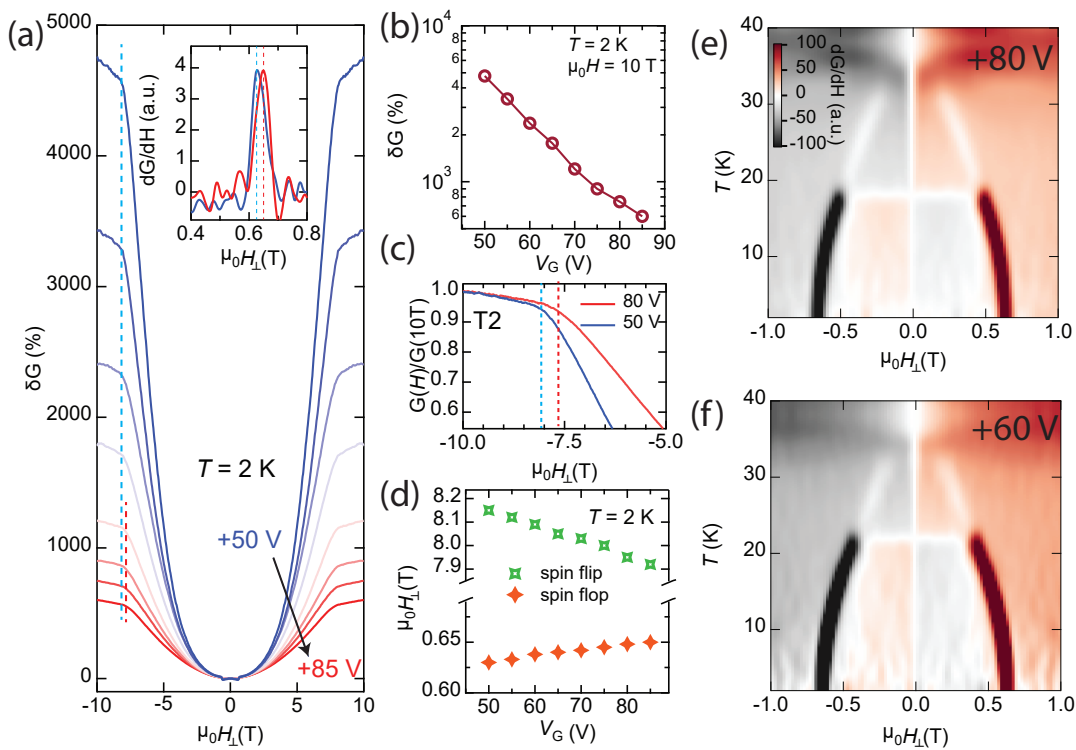 (a)
5000
4000
3000
2000
1000
0
δG (%)
-10
-5
0
5
10
μ₀H⊥(T)
T = 2 K
+50 V
+85 V
4
3
2
1
0
dG/dH (a.u.)
0.4
0.6
0.8
μ₀H⊥(T)
(b)
10⁴
8
6
4
2
10³
8
6
δG (%)
T = 2 K
μ₀H = 10 T
50
60
70
80
90
V_G (V)
(c)
1.0
0.9
0.8
0.7
0.6
G(H)/G(10T)
T2
80 V
50 V
-10.0
-7.5
-5.0
μ₀H⊥(T)
(d)
8.2
8.1
8.0
7.9
0.65
0.60
μ₀H⊥(T)
T = 2 K
spin flip
spin flop
50
60
70
80
V_G (V)
(e)
40
30
20
10
T (K)
100
50
0
-50
-100
dG/dH (a.u.)
+80 V
-1.0
-0.5
0.0
0.5
1.0
μ₀H⊥(T)
(f)
40
30
20
10
T (K)
+60 V
-1.0
-0.5
0.0
0.5
1.0
μ₀H⊥(T)